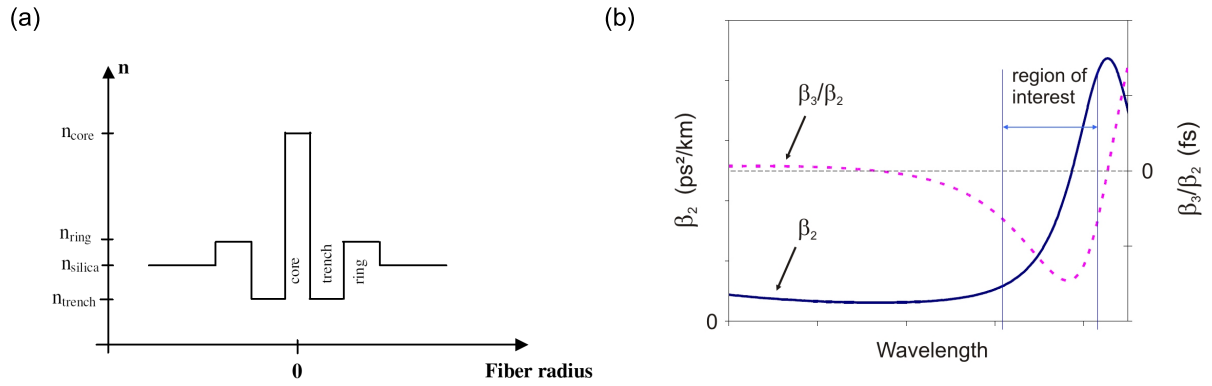 (a)
n
n_core
n_ring
n_silica
n_trench
core
trench
ring
0
Fiber radius
(b)
β₂ (ps²/km)
0
β₃/β₂
β₂
region of
interest
Wavelength
0
β₃/β₂ (fs)